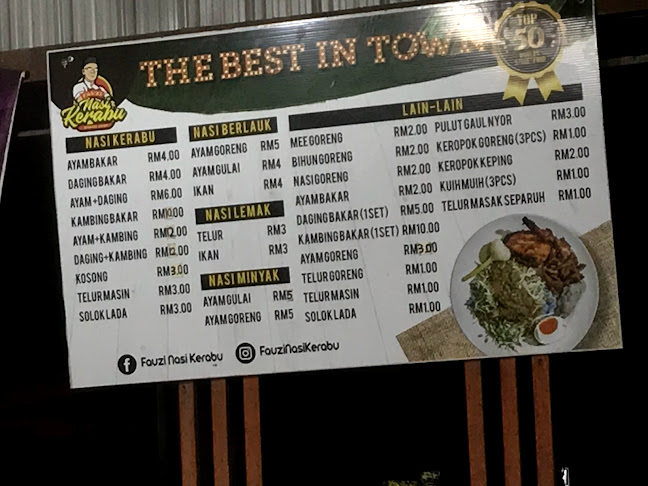 THE BEST IN TOWN
TOP 50
Nasi Kerabu
NASI KERABU
AYAM BAKAR RM4.00
DAGING BAKAR RM4.00
AYAM+DAGING RM6.00
KAMBING BAKAR
AYAM+KAMBING
DAGING+KAMBING
KOSONG RM3.00
TELUR MASIN RM3.00
SOLOK LADA RM3.00
NASI BERLAUK
AYAM GORENG RM5
AYAM GULAI RM4
IKAN RM4
NASI LEMAK
TELUR RM3
IKAN RM3
NASI MINYAK
AYAM GULAI RM5
AYAM GORENG RM5
LAIN-LAIN
MEE GORENG RM2.00
BIHUN GORENG RM2.00
NASI GORENG RM2.00
AYAM BAKAR RM2.00
DAGING BAKAR (1 SET) RM5.00
KAMBING BAKAR (1 SET) RM10.00
AYAM GORENG RM3.00
TELUR GORENG RM1.00
TELUR MASIN RM1.00
SOLOK LADA RM1.00
PULUT GAUL NYOR RM3.00
KEROPOK GORENG (3PCS) RM1.00
KEROPOK KEPING RM2.00
KUIH MUIH (3PCS) RM1.00
TELUR MASAK SEPARUH RM1.00
Fauzi Nasi Kerabu
FauziNasiKerabu